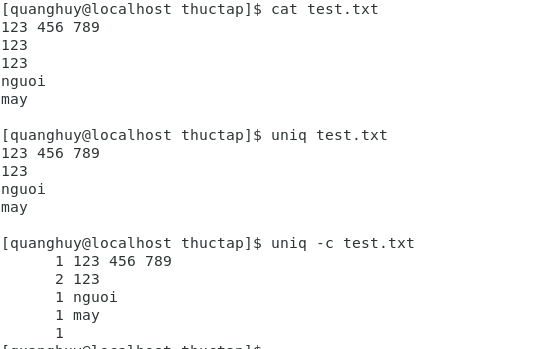 [quanghuy@localhost thuctap]$ cat test.txt
123 456 789
123
123
nguoi
may

[quanghuy@localhost thuctap]$ uniq test.txt
123 456 789
123
nguoi
may

[quanghuy@localhost thuctap]$ uniq -c test.txt
      1 123 456 789
      2 123
      1 nguoi
      1 may
      1